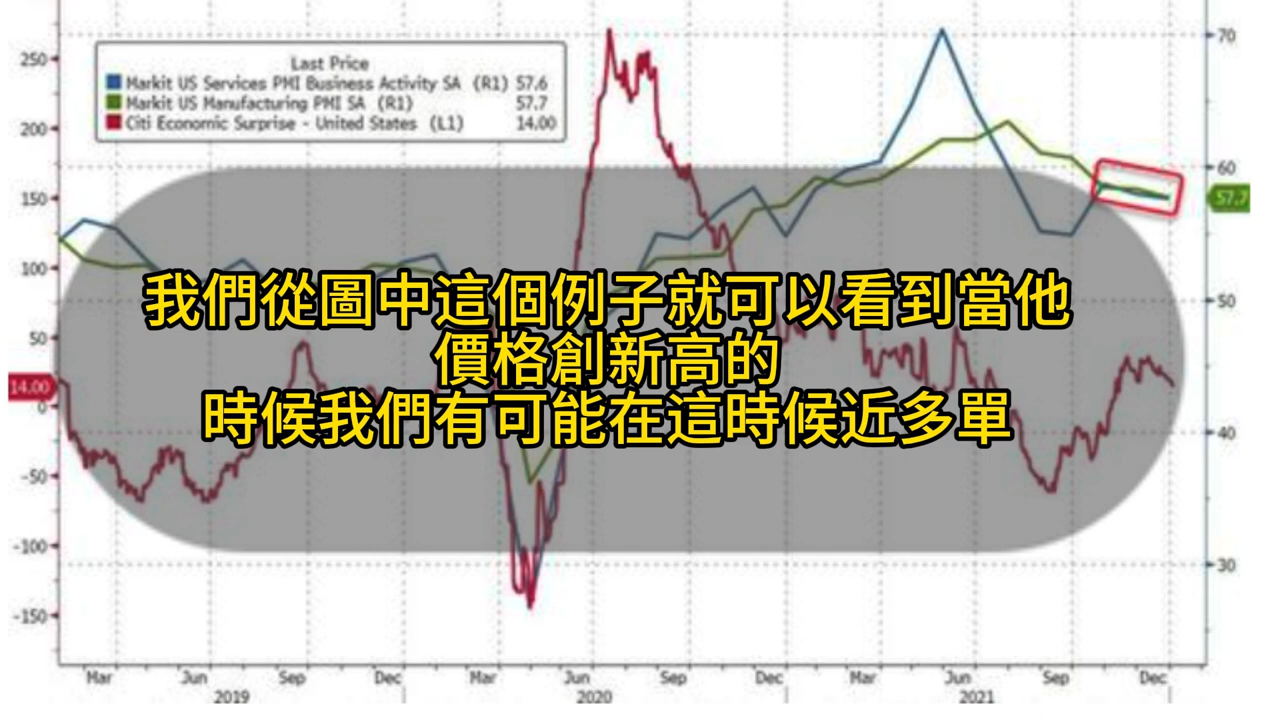 Last Price
Markit US Services PMI Business Activity SA (R1) 57.6
Markit US Manufacturing PMI SA (R1) 57.7
Citi Economic Surprise - United States (L1) 14.00
250
200
150
100
50
0
-50
-100
-150
14.00
70
60
50
40
30
57.7
我們從圖中這個例子就可以看到當他
價格創新高的
時候我們有可能在這時候近多單
Mar Jun Sep Dec Mar Jun Sep Dec Mar Jun Sep Dec
2019 2020 2021